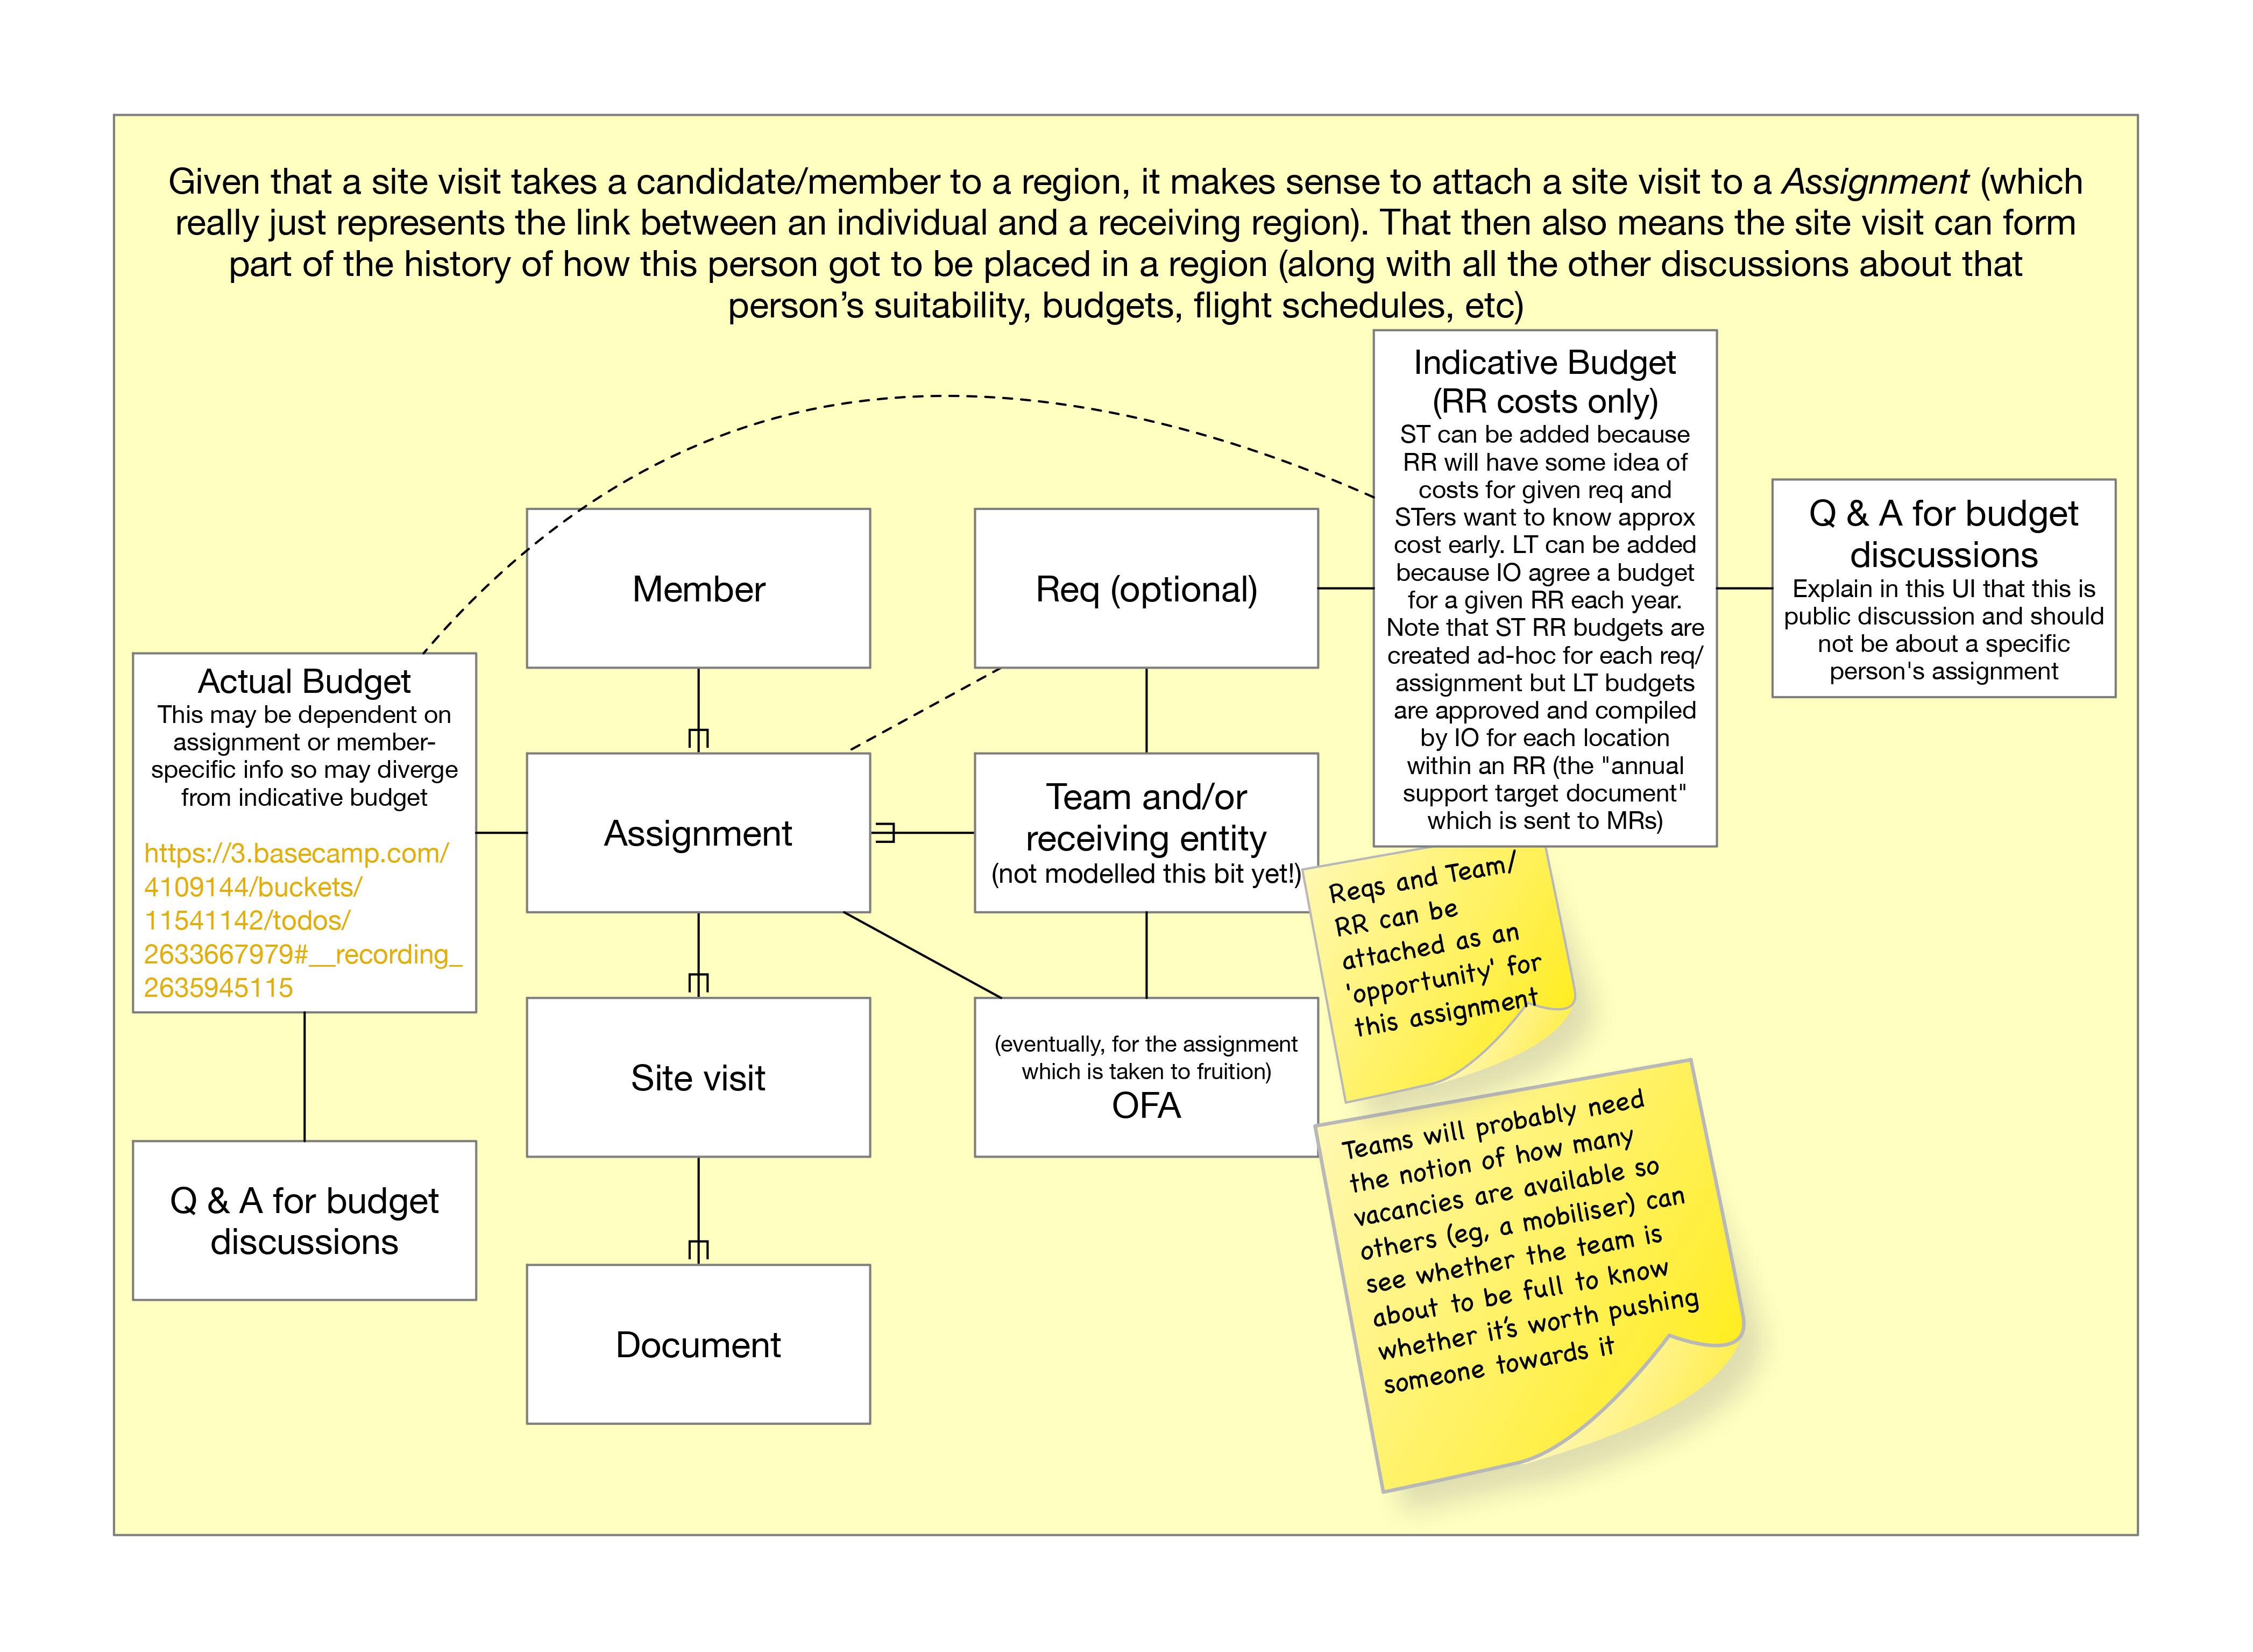 Given that a site visit takes a candidate/member to a region, it makes sense to attach a site visit to a Assignment (which
really just represents the link between an individual and a receiving region). That then also means the site visit can form
part of the history of how this person got to be placed in a region (along with all the other discussions about that
person’s suitability, budgets, flight schedules, etc)
Indicative Budget
(RR costs only)
ST can be added because
RR will have some idea of
costs for given req and
STers want to know approx
cost early. LT can be added
because IO agree a budget
for a given RR each year.
Note that ST RR budgets are
created ad-hoc for each req/
assignment but LT budgets
are approved and compiled
by IO for each location
within an RR (the "annual
support target document"
which is sent to MRs)
Q & A for budget
discussions
Explain in this UI that this is
public discussion and should
not be about a specific
person's assignment
Member
Req (optional)
Actual Budget
This may be dependent on
assignment or member-
specific info so may diverge
from indicative budget
https://3.basecamp.com/
4109144/buckets/
11541142/todos/
2633667979#__recording_
2635945115
Assignment
Team and/or
receiving entity
(not modelled this bit yet!)
Reqs and Team/
RR can be
attached as an
'opportunity' for
this assignment
Site visit
(eventually, for the assignment
which is taken to fruition)
OFA
Teams will probably need
the notion of how many
vacancies are available so
others (eg, a mobiliser) can
see whether the team is
about to be full to know
whether it’s worth pushing
someone towards it
Q & A for budget
discussions
Document